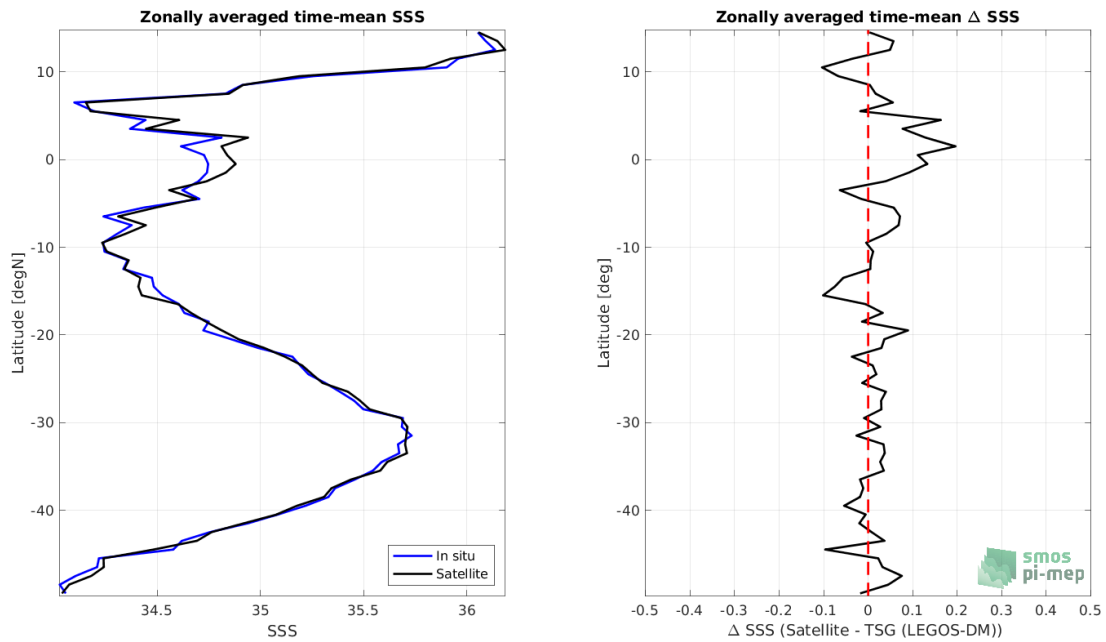 Zonally averaged time-mean SSS
10
0
-10
-20
-30
-40
Latitude [degN]
34.5
35
35.5
36
SSS
In situ
Satellite
Zonally averaged time-mean Δ SSS
10
0
-10
-20
-30
-40
Latitude [deg]
-0.5
-0.4
-0.3
-0.2
-0.1
0
0.1
0.2
0.3
0.4
0.5
Δ SSS (Satellite - TSG (LEGOS-DM))
smos
pi-mep